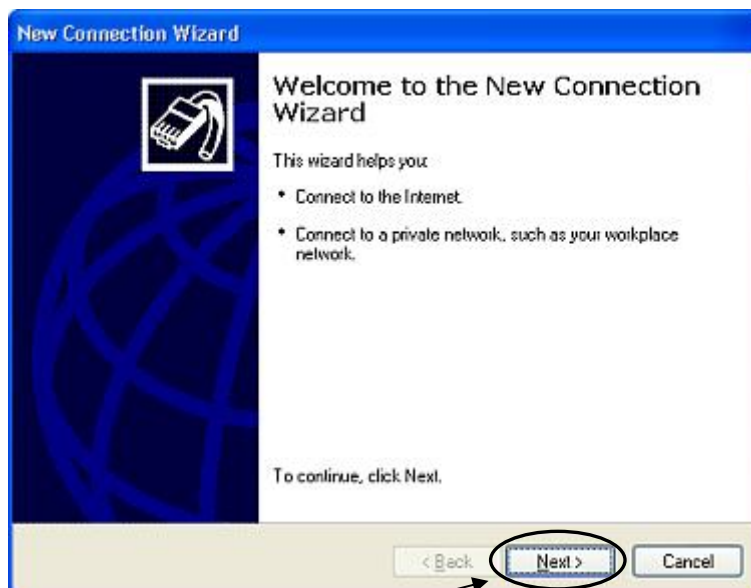 New Connection Wizard
Welcome to the New Connection
Wizard
This wizard helps you:
• Connect to the Internet.
• Connect to a private network, such as your workplace
network.
To continue, click Next.
< Back
Next >
Cancel